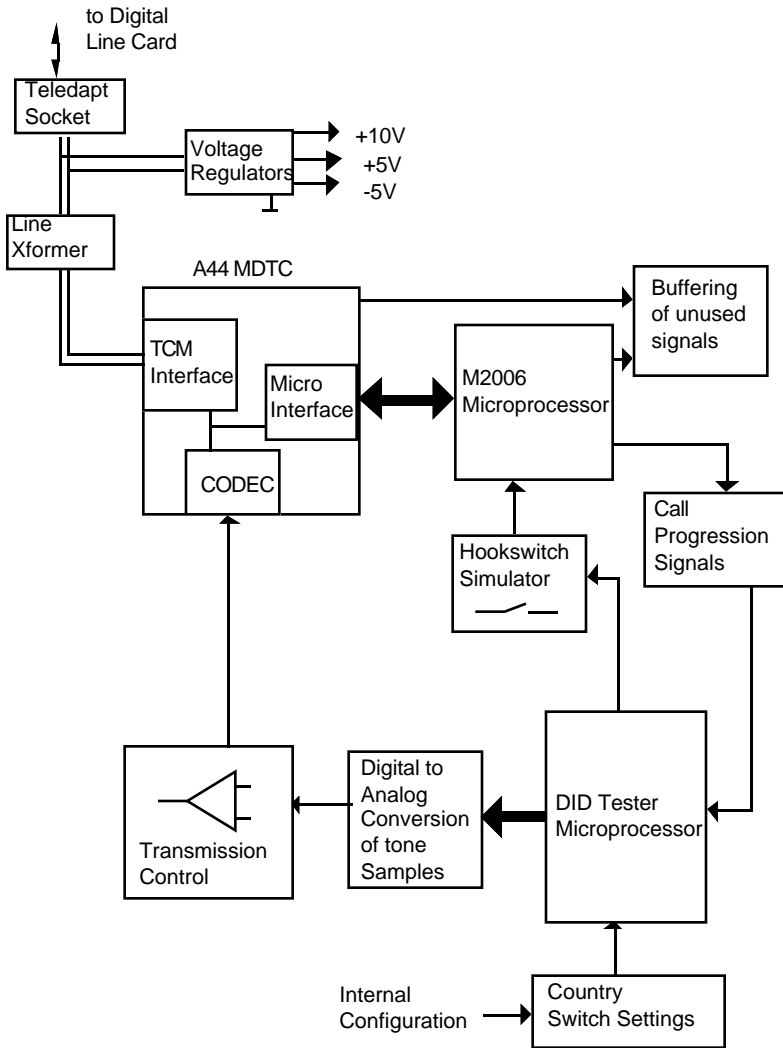 to Digital
Line Card
Teledapt
Socket
Voltage
Regulators
+10V
+5V
-5V
Line
Xformer
A44 MDTC
TCM
Interface
Micro
Interface
CODEC
M2006
Microprocessor
Buffering
of unused
signals
Hookswitch
Simulator
Call
Progression
Signals
Transmission
Control
Digital to
Analog
Conversion
of tone
Samples
DID Tester
Microprocessor
Internal
Configuration
Country
Switch Settings